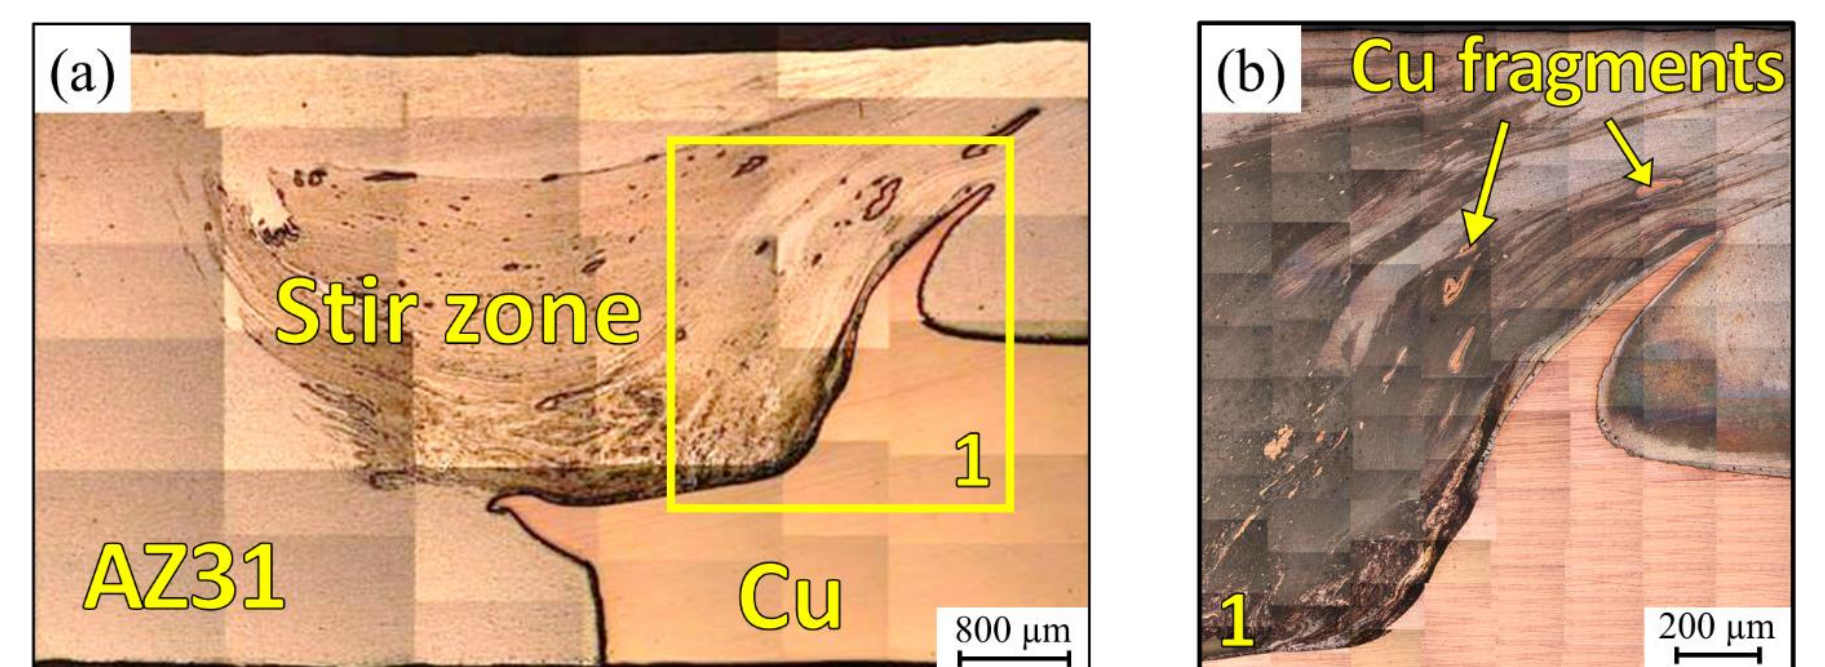 (a)
Stir zone
1
AZ31
Cu
800 μm
(b)
Cu fragments
1
200 μm